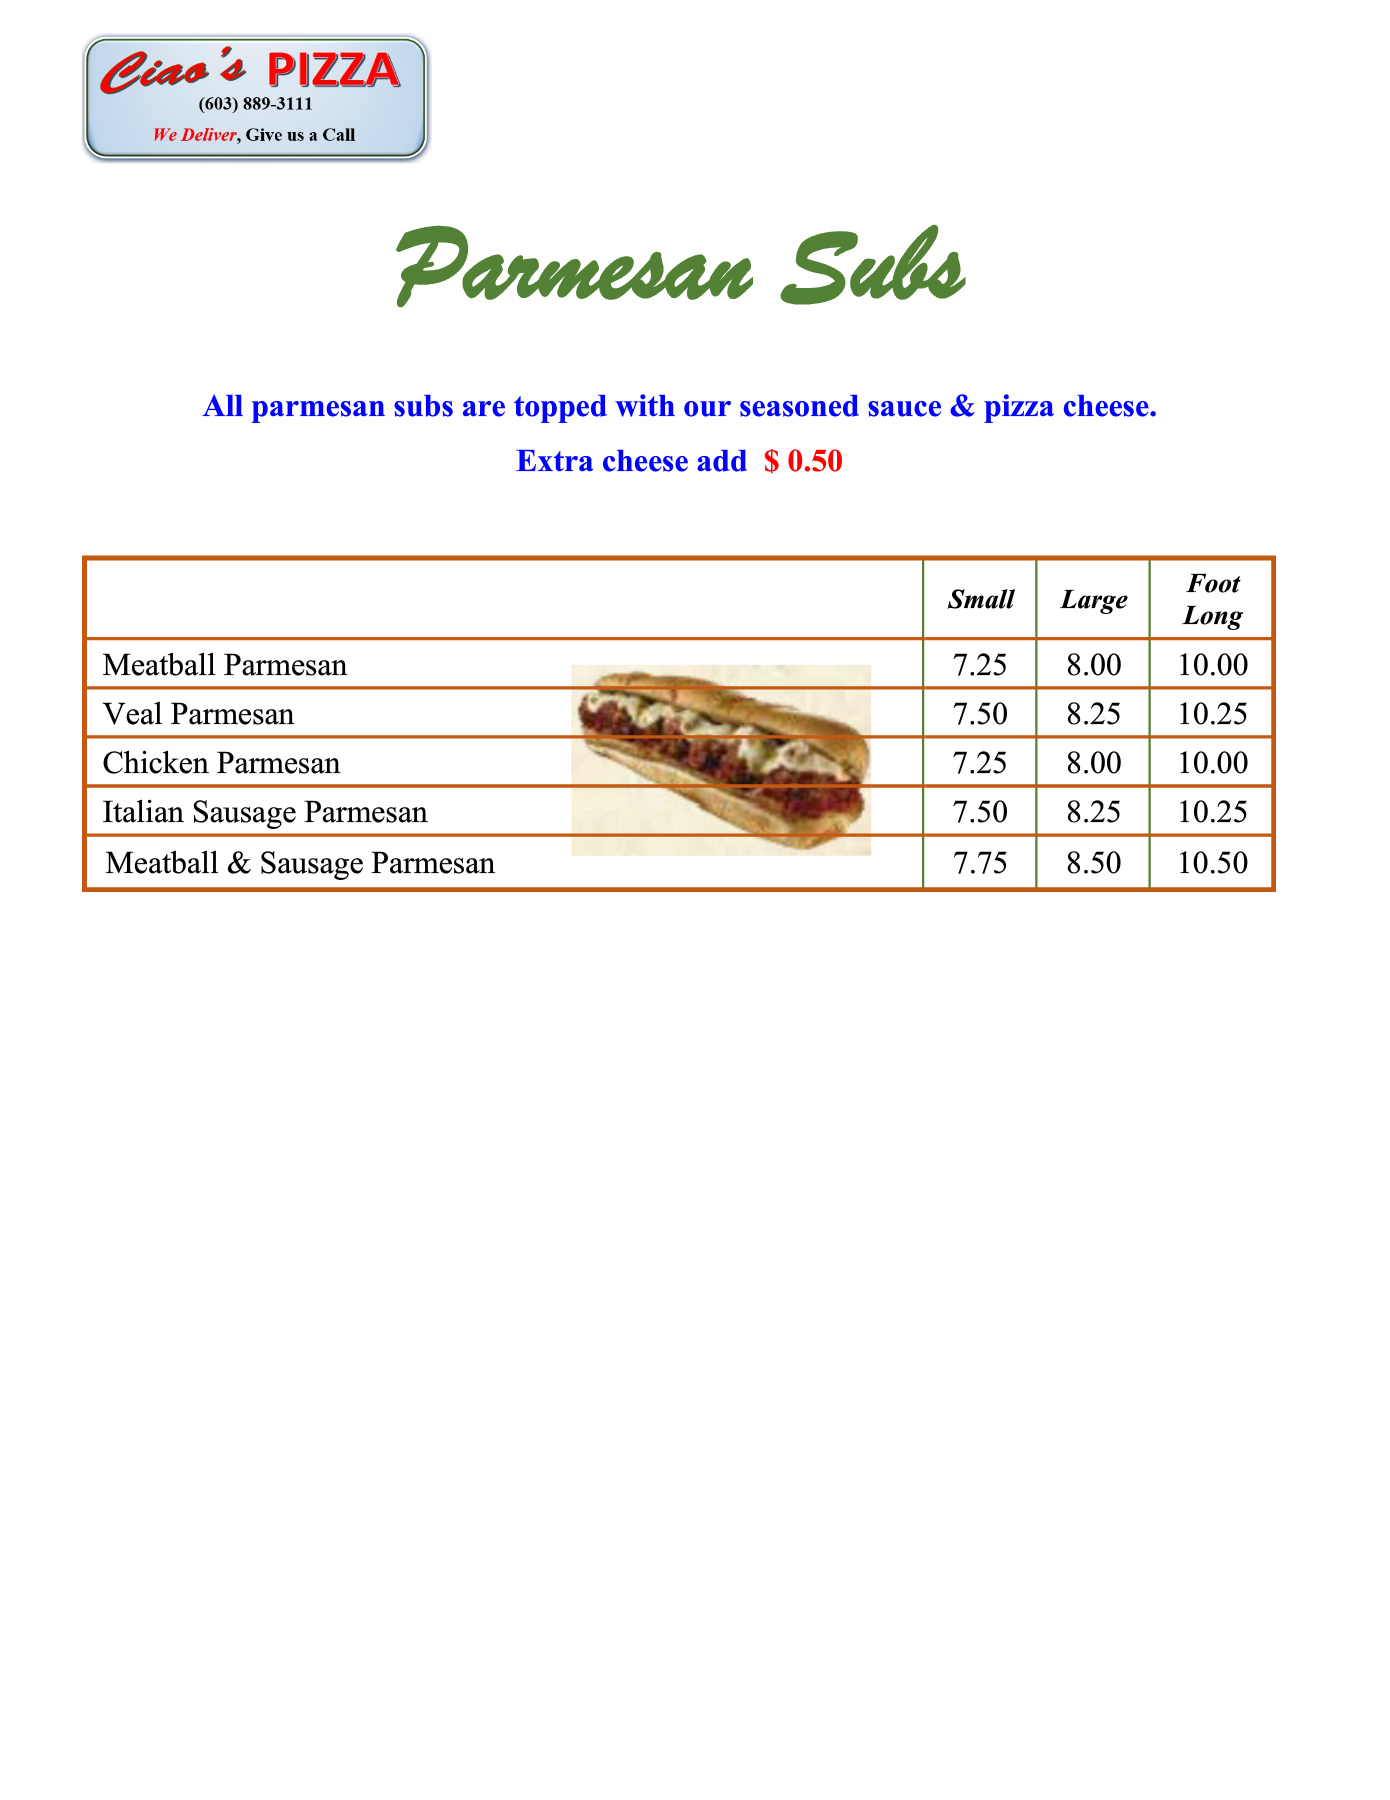 Ciao's PIZZA
(603) 889-3111
We Deliver, Give us a Call
Parmesan Subs
All parmesan subs are topped with our seasoned sauce & pizza cheese.
Extra cheese add $ 0.50
Small Large Foot Long
Meatball Parmesan 7.25 8.00 10.00
Veal Parmesan 7.50 8.25 10.25
Chicken Parmesan 7.25 8.00 10.00
Italian Sausage Parmesan 7.50 8.25 10.25
Meatball & Sausage Parmesan 7.75 8.50 10.50